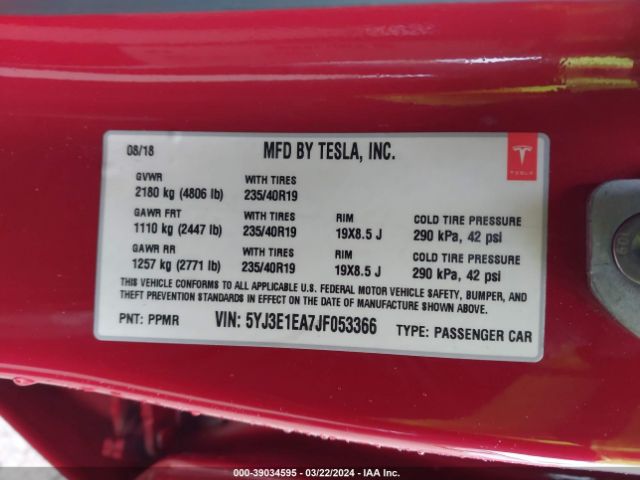 08/18 MFD BY TESLA, INC.
TESLA
GVWR WITH TIRES
2180 kg (4806 lb) 235/40R19
GAWR FRT WITH TIRES RIM COLD TIRE PRESSURE
1110 kg (2447 lb) 235/40R19 19X8.5 J 290 kPa, 42 psi
GAWR RR WITH TIRES RIM COLD TIRE PRESSURE
1257 kg (2771 lb) 235/40R19 19X8.5 J 290 kPa, 42 psi
THIS VEHICLE CONFORMS TO ALL APPLICABLE U.S. FEDERAL MOTOR VEHICLE SAFETY, BUMPER, AND
THEFT PREVENTION STANDARDS IN EFFECT ON THE DATE OF MANUFACTURE SHOWN ABOVE.
PNT: PPMR VIN: 5YJ3E1EA7JF053366 TYPE: PASSENGER CAR
000-39034595 - 03/22/2024 - IAA Inc.